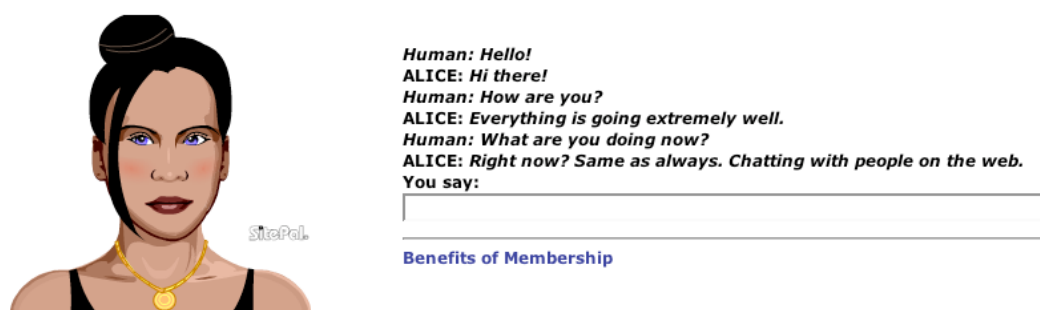 Human: Hello!
ALICE: Hi there!
Human: How are you?
ALICE: Everything is going extremely well.
Human: What are you doing now?
ALICE: Right now? Same as always. Chatting with people on the web.
You say:
SitePal.
Benefits of Membership